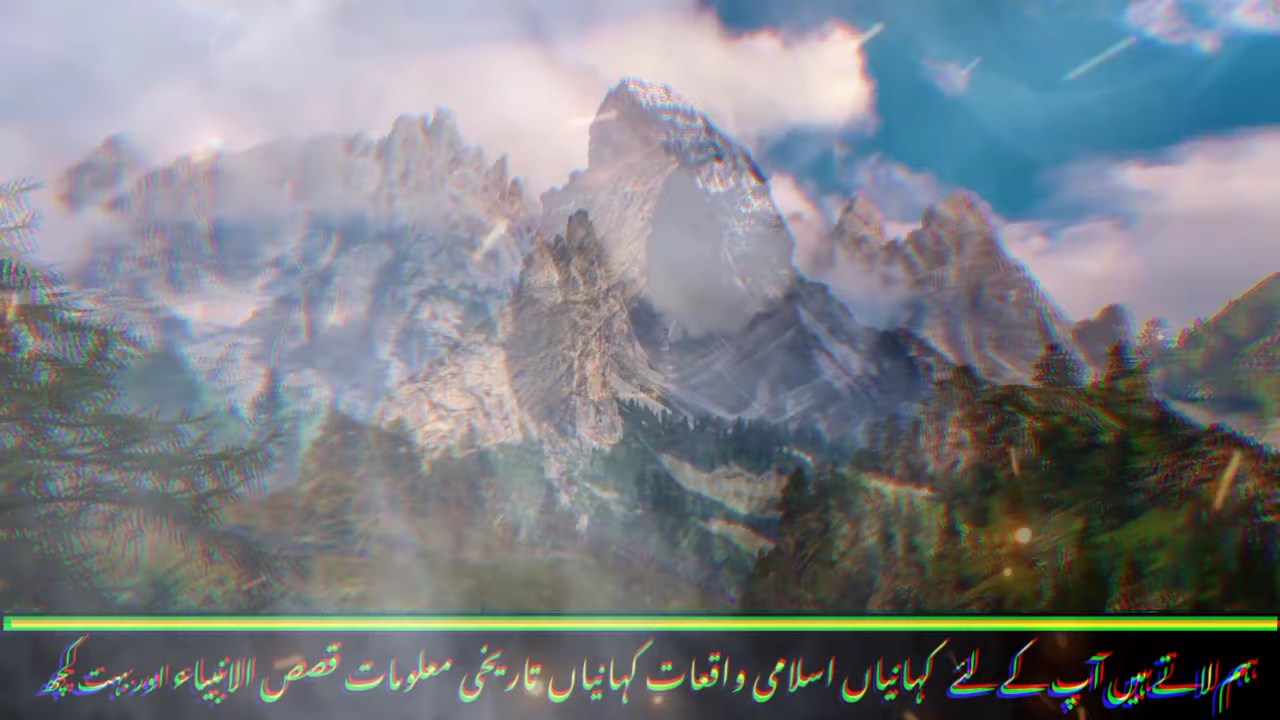 ہم لاتے ہیں آپ کے لئے کہانیاں اسلامی واقعات کہانیاں تاریخی معلومات قصص الانبیاء اور بہت کچھ